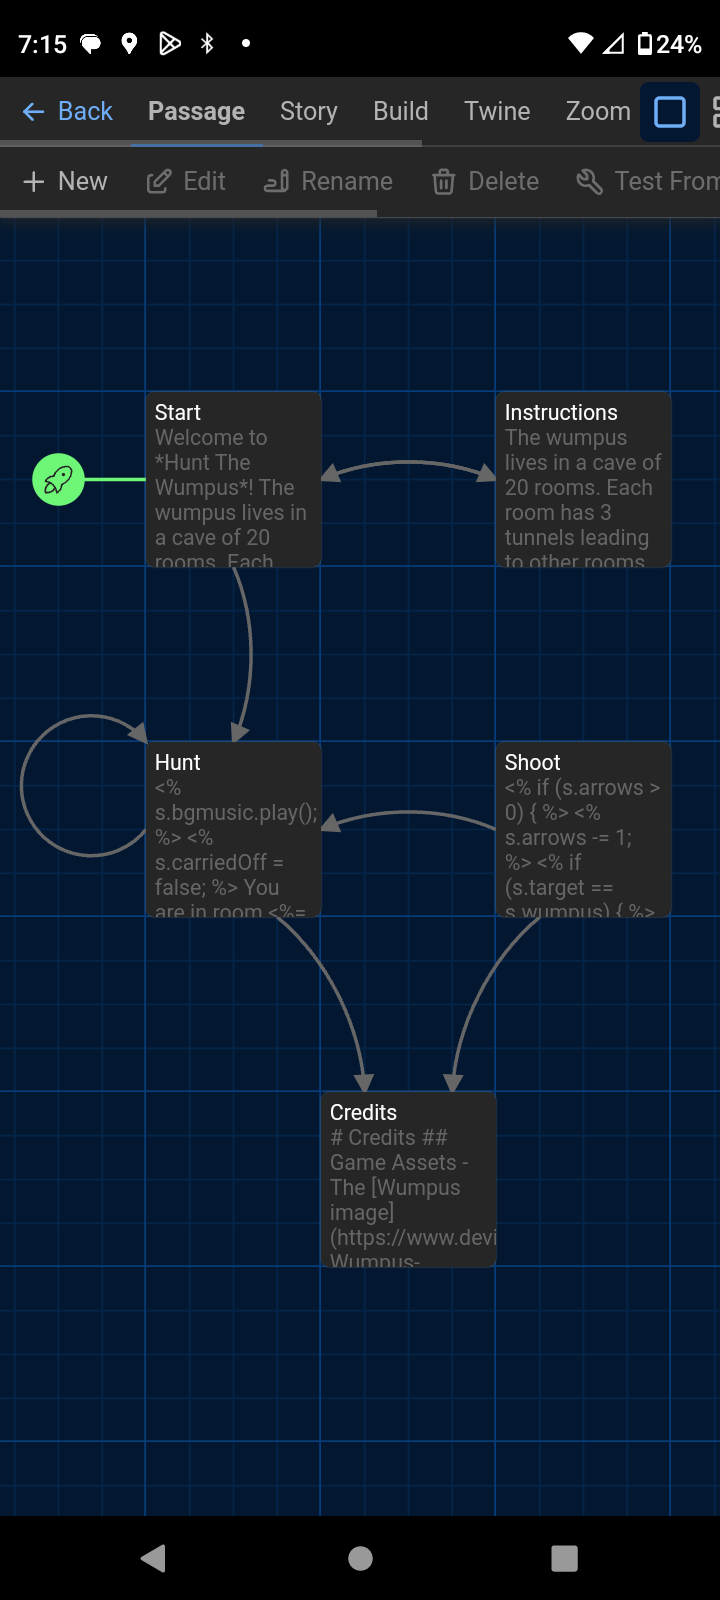 7:15
24%
Back Passage Story Build Twine Zoom
New Edit Rename Delete Test From
Start
Welcome to
*Hunt The
Wumpus*! The
wumpus lives in
a cave of 20
rooms. Each
Instructions
The wumpus
lives in a cave of
20 rooms. Each
room has 3
tunnels leading
to other rooms
Hunt
<%
s.bgmusic.play();
%> <%
s.carriedOff =
false; %> You
are in room <%=
Shoot
<% if (s.arrows >
0) { %> <%
s.arrows -= 1;
%> <% if
(s.target ==
s.wumpus) { %>
Credits
# Credits ##
Game Assets -
The [Wumpus
image]
(https://www.devi
Wumpus-